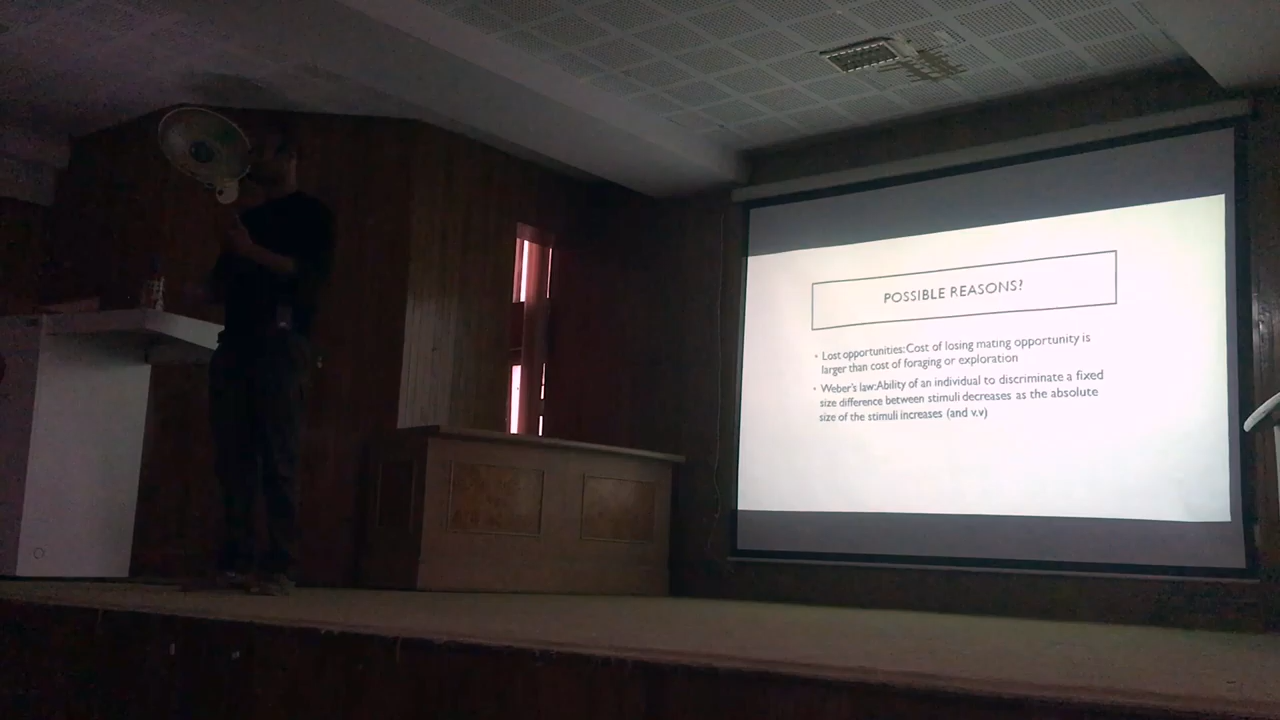 POSSIBLE REASONS?
• Lost opportunities: Cost of losing mating opportunity is
larger than cost of foraging or exploration
• Weber's law: Ability of an individual to discriminate a fixed
size difference between stimuli decreases as the absolute
size of the stimuli increases (and v.v)